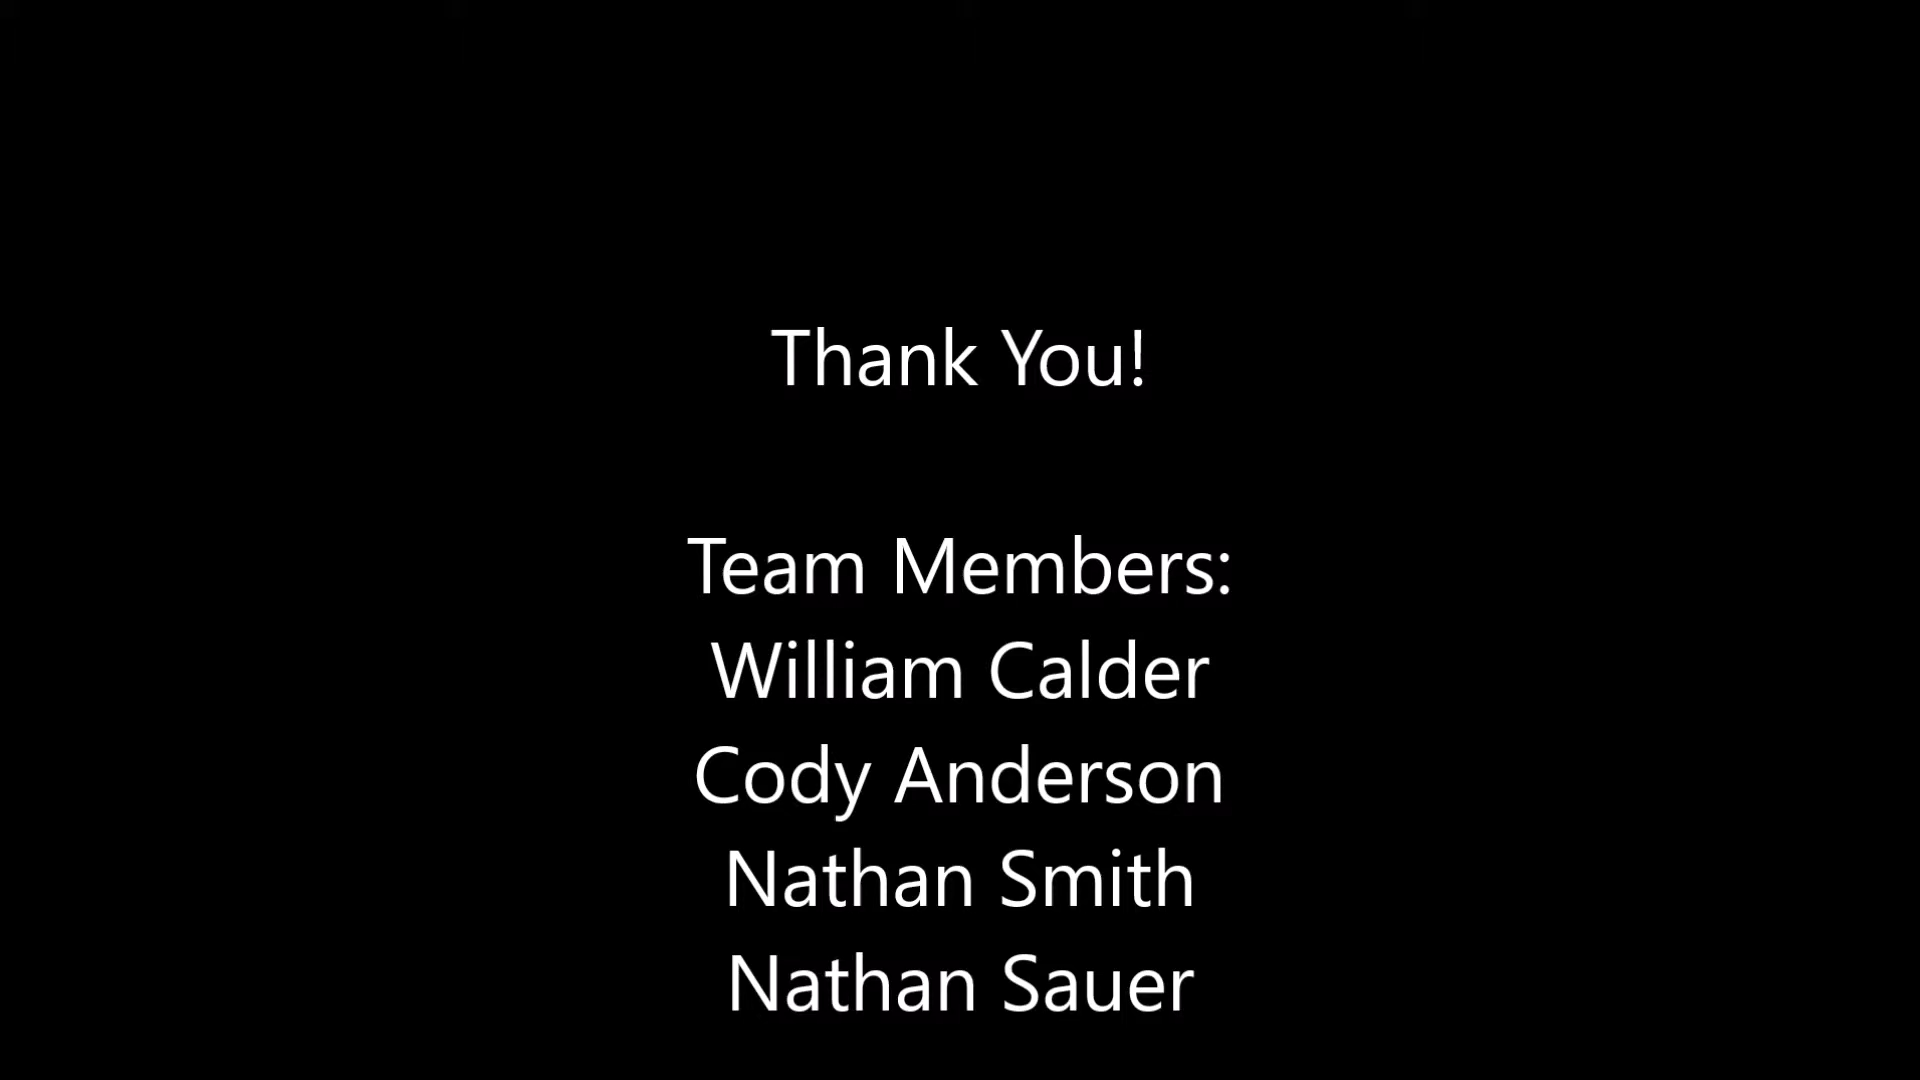 Thank You!
Team Members:
William Calder
Cody Anderson
Nathan Smith
Nathan Sauer